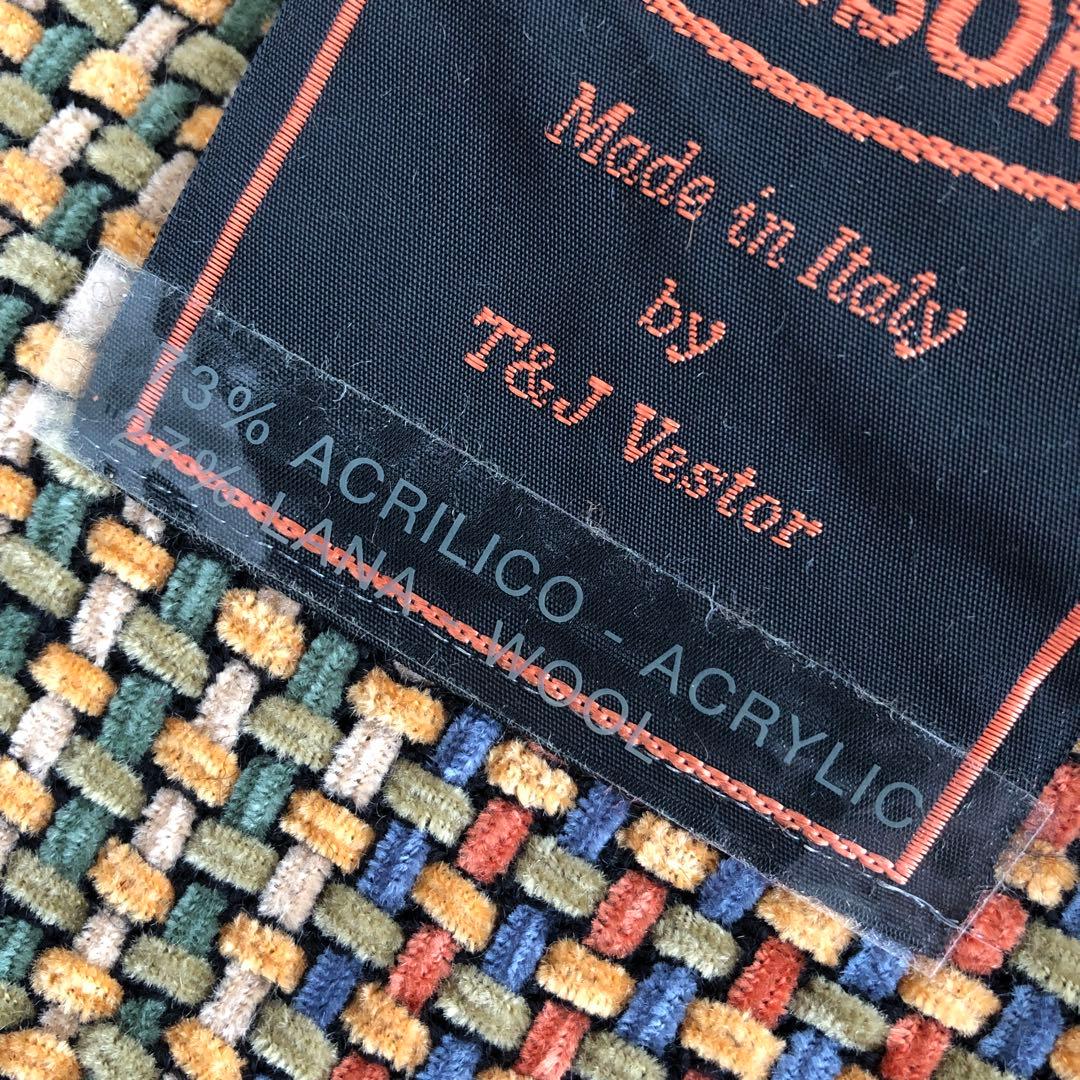 Made in Italy
by
T&J Vestor
73% ACRILICO - ACRYLIC
27% LANA - WOOL